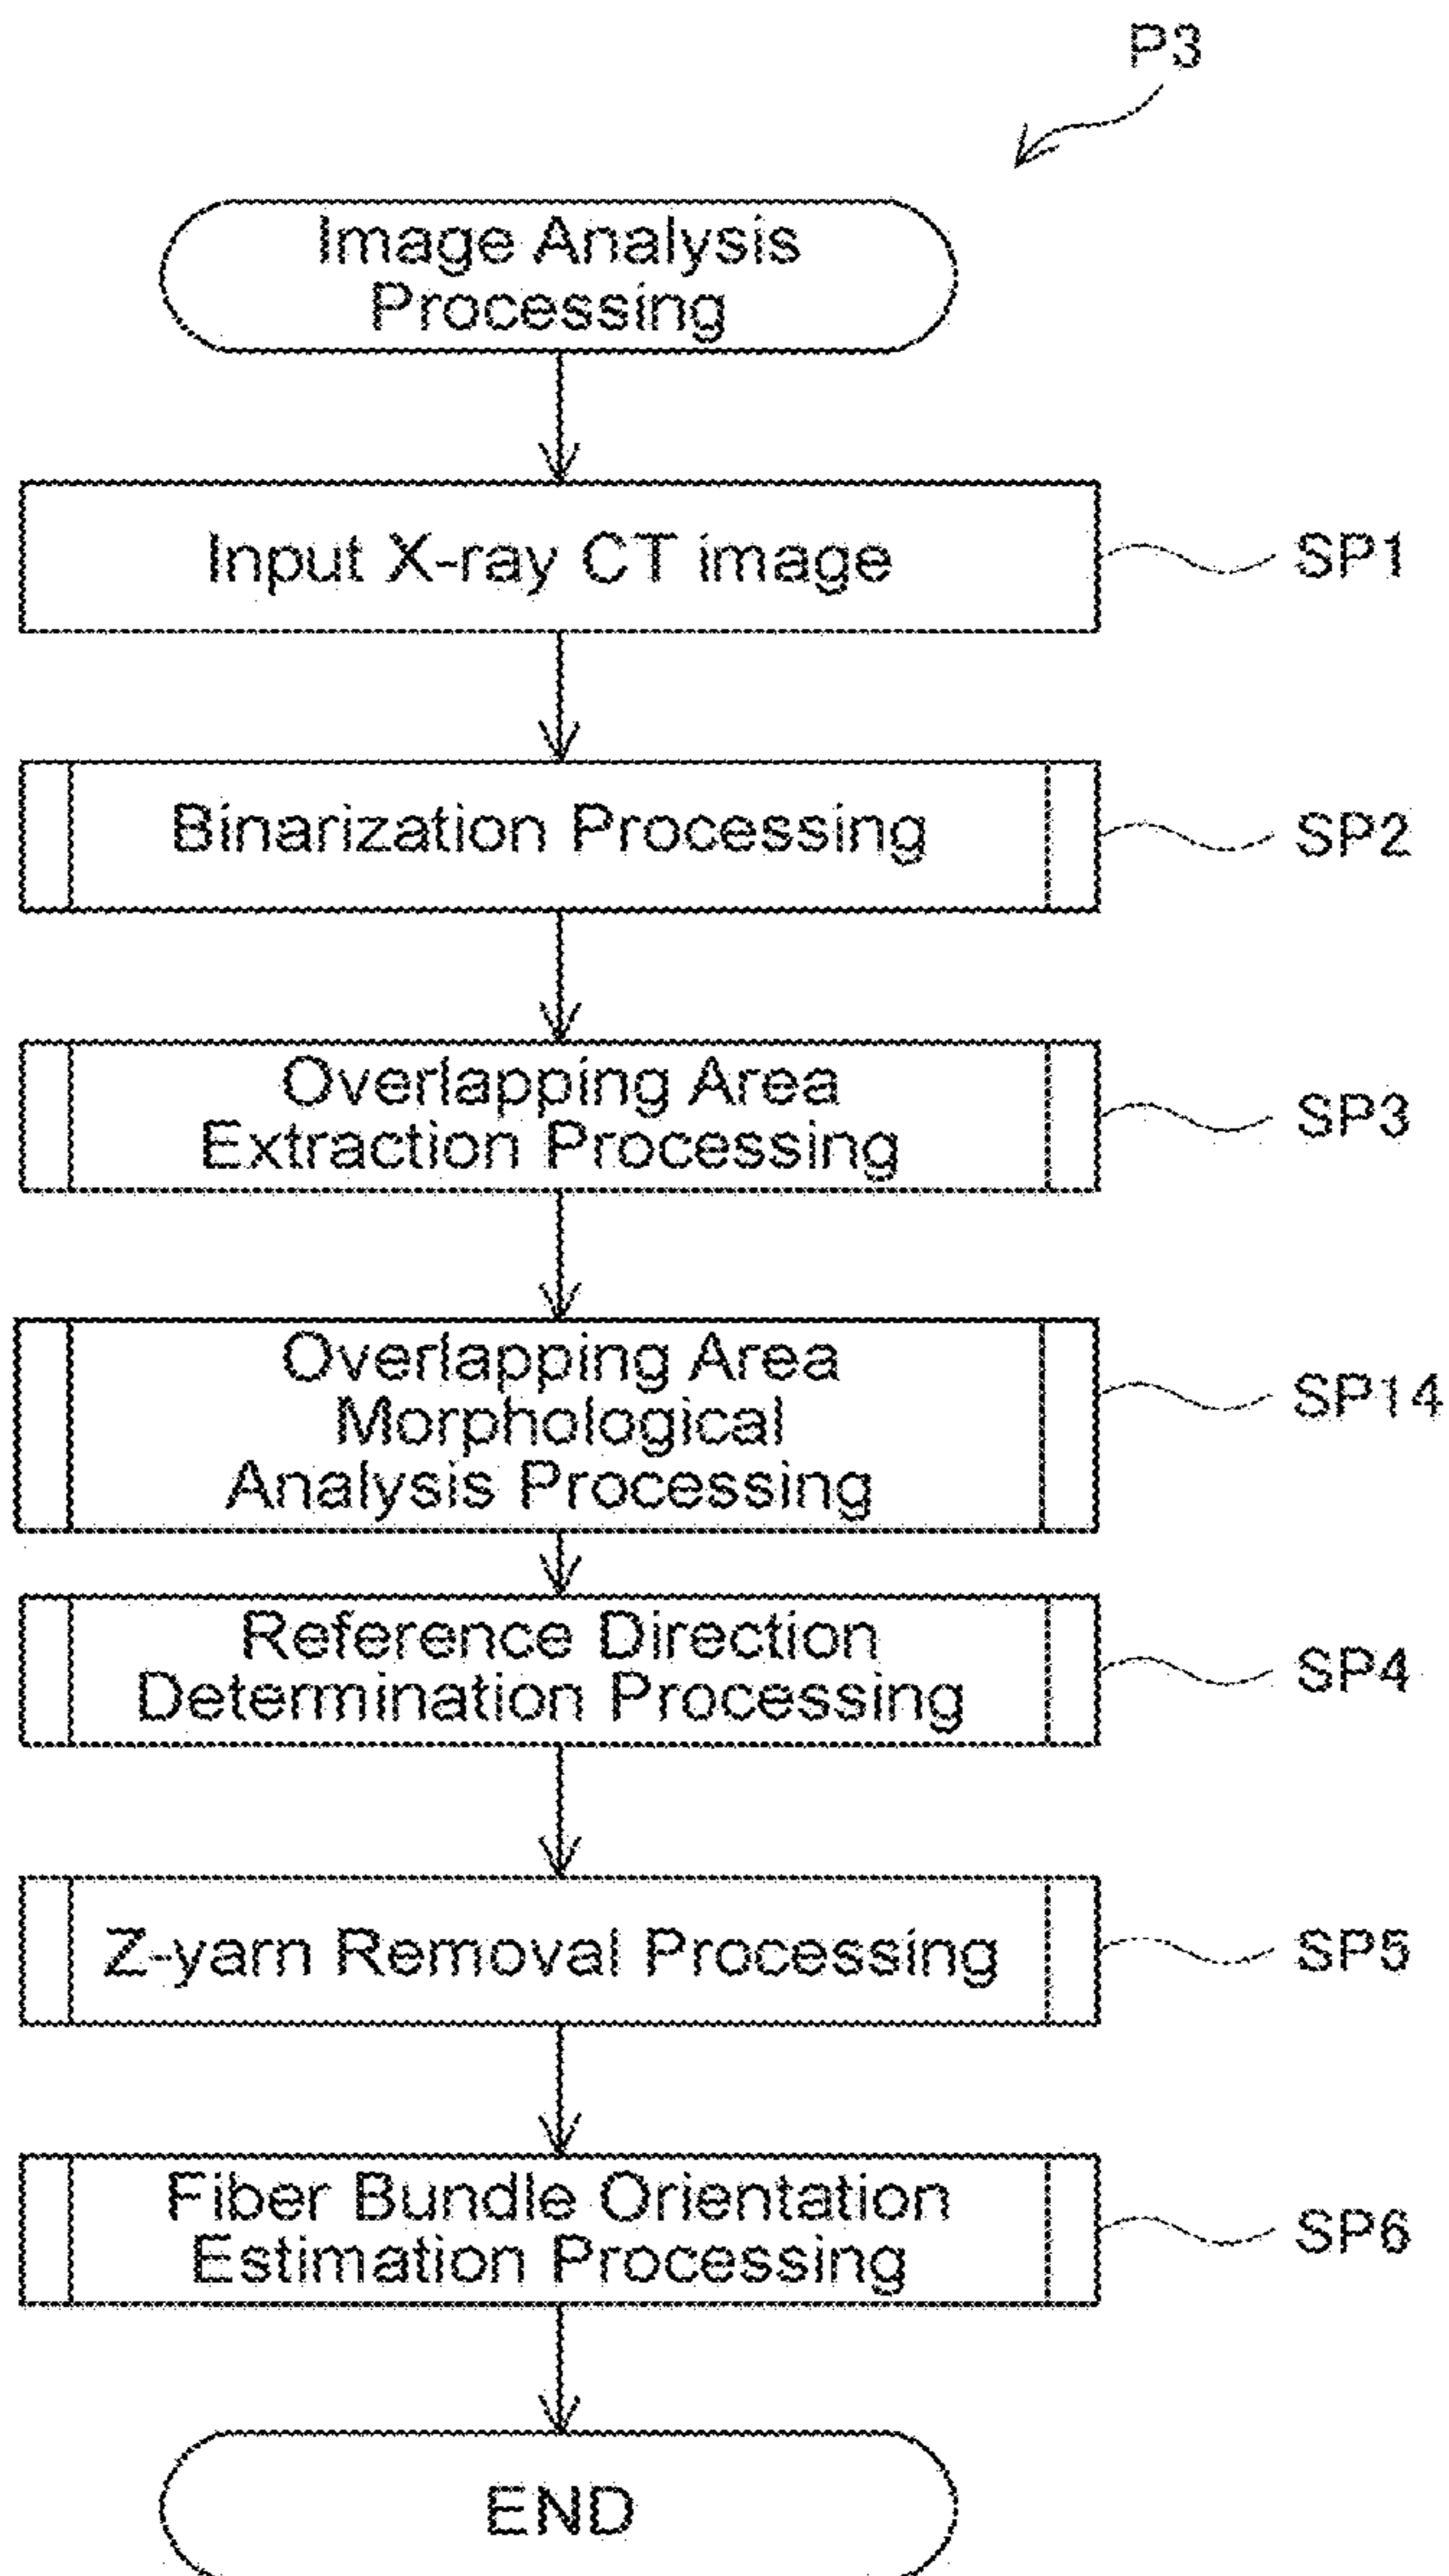 P3
Image Analysis
Processing
Input X-ray CT image
SP1
Binarization Processing
SP2
Overlapping Area
Extraction Processing
SP3
Overlapping Area
Morphological
Analysis Processing
SP14
Reference Direction
Determination Processing
SP4
Z-yarn Removal Processing
SP5
Fiber Bundle Orientation
Estimation Processing
SP6
END